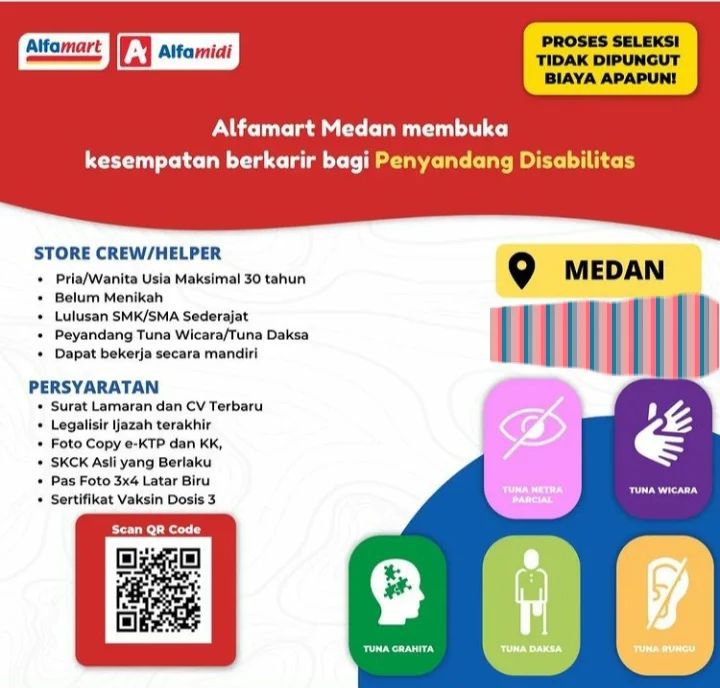 Alfamart
Alfamidi
PROSES SELEKSI
TIDAK DIPUNGUT
BIAYA APAPUN!
Alfamart Medan membuka
kesempatan berkarir bagi Penyandang Disabilitas
STORE CREW/HELPER
• Pria/Wanita Usia Maksimal 30 tahun
• Belum Menikah
• Lulusan SMK/SMA Sederajat
• Peyandang Tuna Wicara/Tuna Daksa
• Dapat bekerja secara mandiri
MEDAN
PERSYARATAN
• Surat Lamaran dan CV Terbaru
• Legalisir Ijazah terakhir
• Foto Copy e-KTP dan KK,
• SKCK Asli yang Berlaku
• Pas Foto 3x4 Latar Biru
• Sertifikat Vaksin Dosis 3
Scan QR Code
TUNA NETRA
PARCIAL
TUNA WICARA
TUNA GRAHITA
TUNA DAKSA
TUNA RUNGU